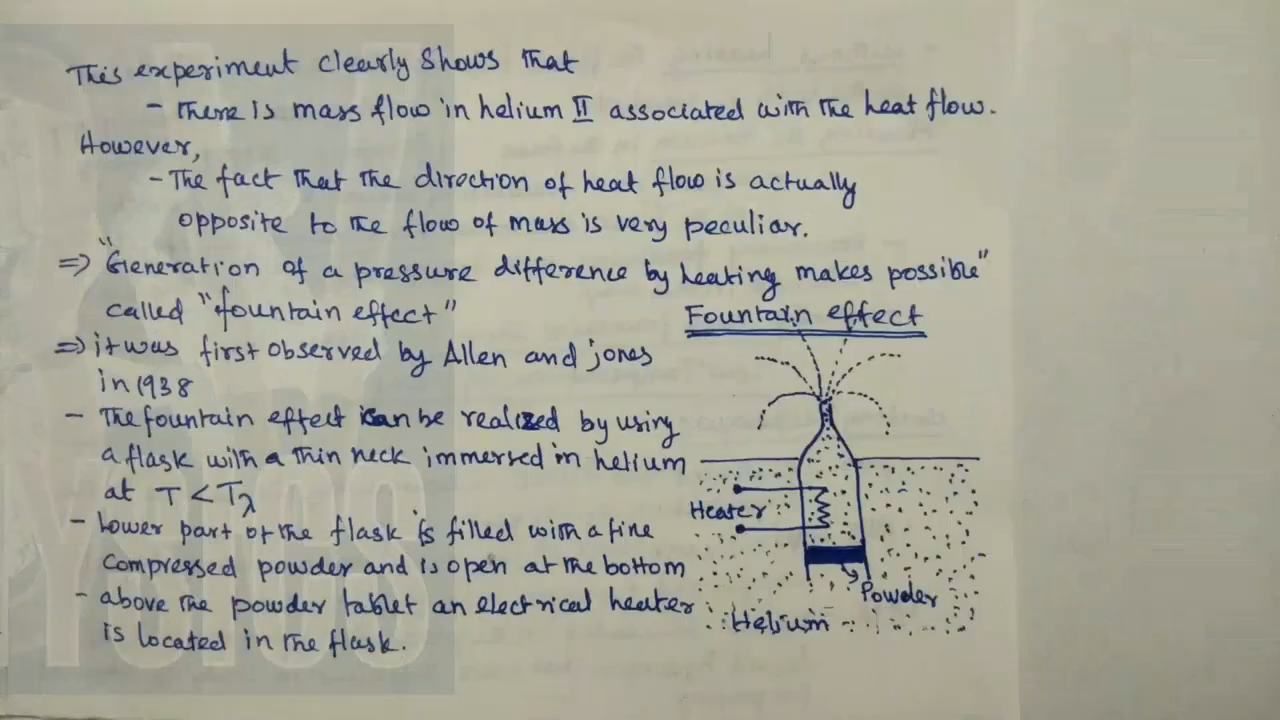 This experiment clearly shows that
- There is mass flow in helium II associated with the heat flow.
However,
- The fact that the direction of heat flow is actually
opposite to the flow of mass is very peculiar.
⇒ "Generation of a pressure difference by heating makes possible"
called "fountain effect"
Fountain effect
⇒ it was first observed by Allen and jones
in 1938
- The fountain effect can be realized by using
a flask with a thin neck immersed in helium
at T < Tλ
- Lower part of the flask is filled with a fine
compressed powder and is open at the bottom
- above the powder tablet an electrical heater
is located in the flask.
Heater
Powder
Helium